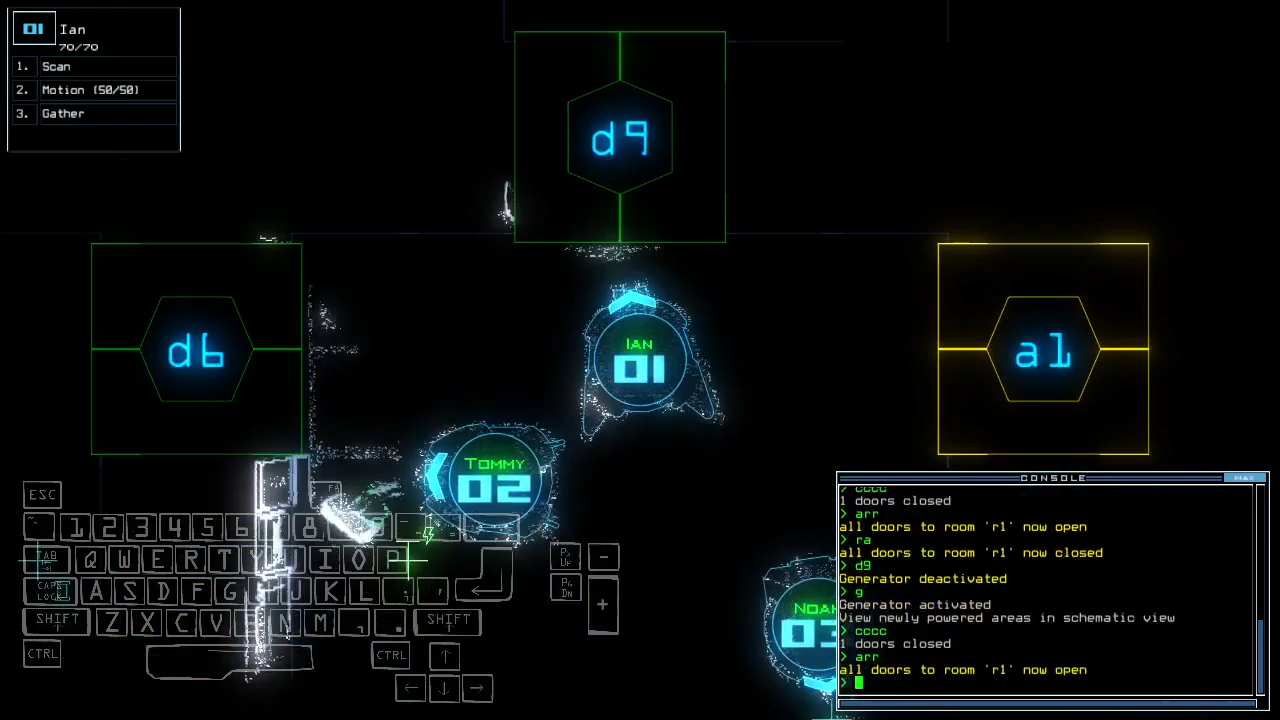 01 Ian
70/70
1. Scan
2. Motion (50/50)
3. Gather
d9
d6
a1
IAN
01
TOMMY
02
NOAH
03
ESC
~ 1 2 3 4 5 6 7 8
TAB Q W E R T Y U I O P
CAPS LOCK A S D F G H J K L ; '
SHIFT Z X C V B N M , . SHIFT
CTRL CTRL ↑
← ↓ →
PG UP -
PG DN +
CONSOLE MAX
> cccc
1 doors closed
> arr
all doors to room 'r1' now open
> ra
all doors to room 'r1' now closed
> d9
Generator deactivated
> g
Generator activated
View newly powered areas in schematic view
> cccc
1 doors closed
> arr
all doors to room 'r1' now open
>